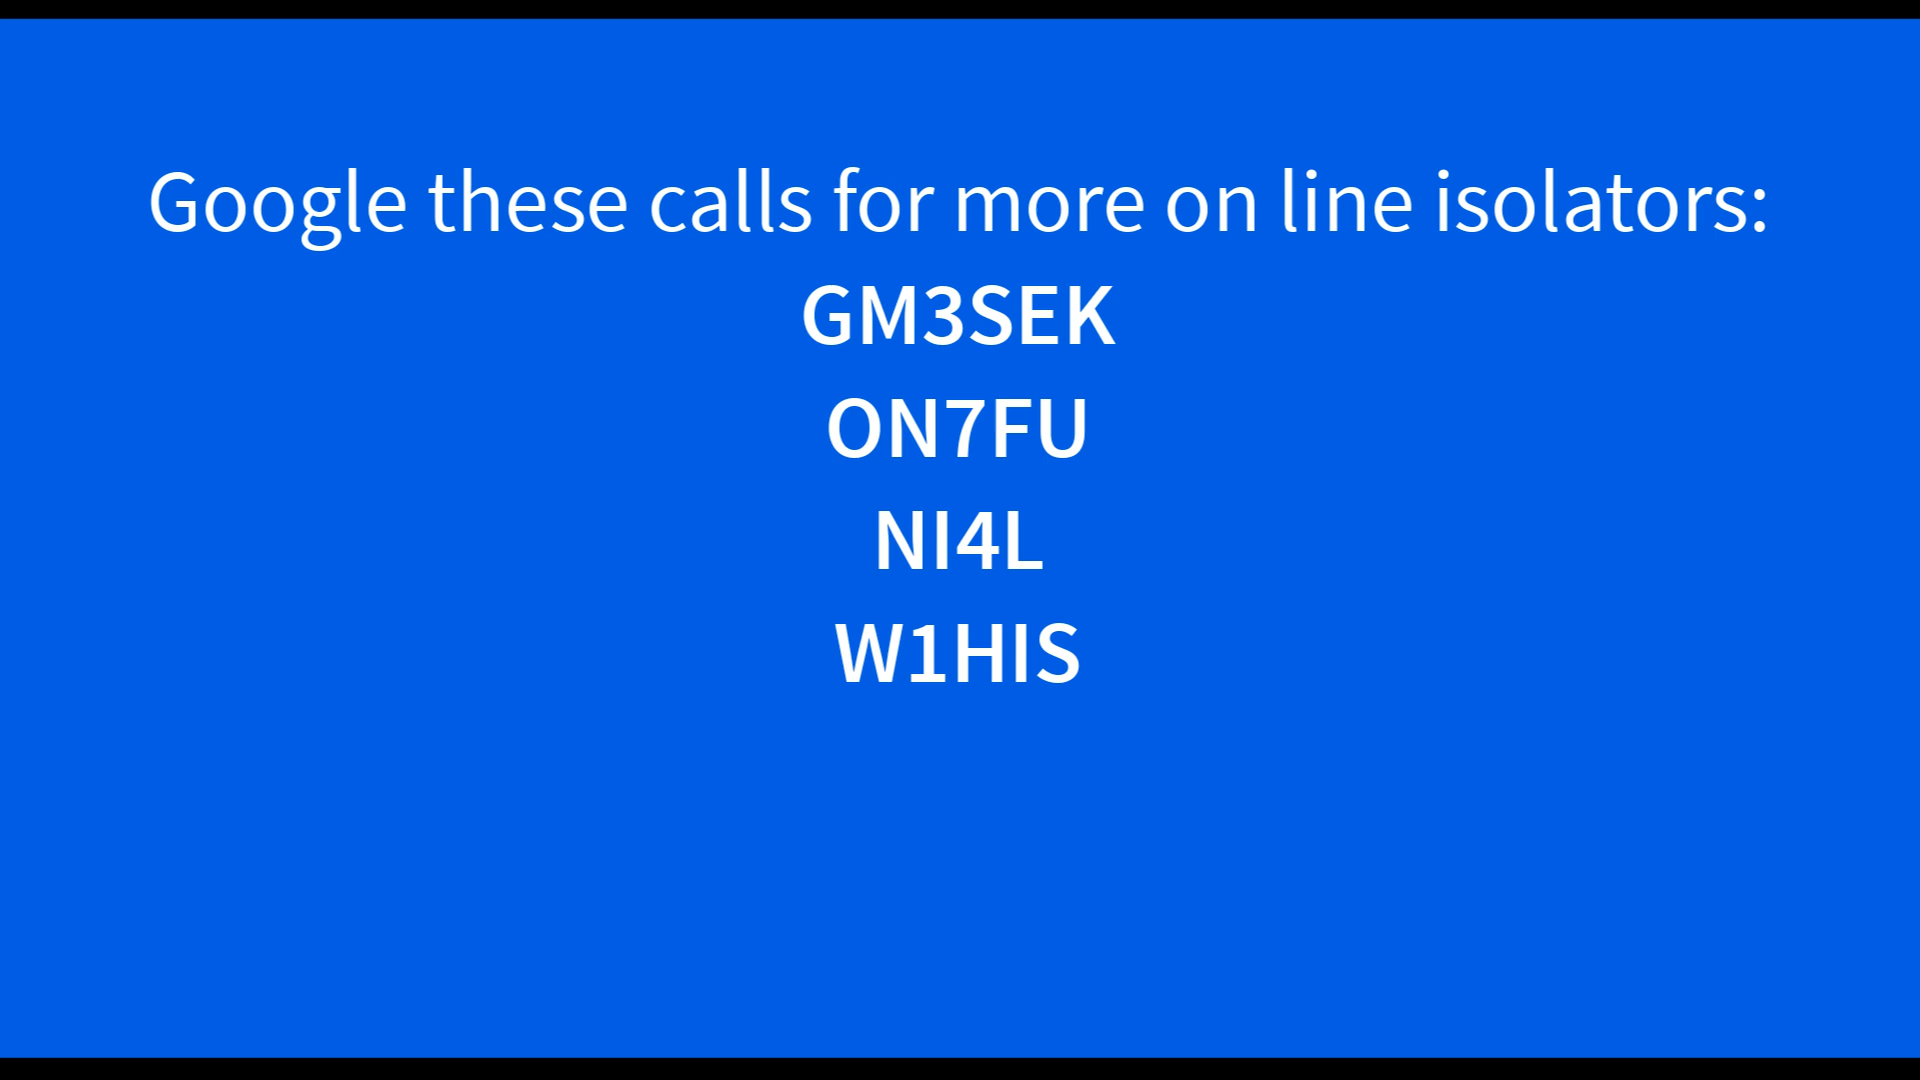 Google these calls for more on line isolators:
GM3SEK
ON7FU
NI4L
W1HIS